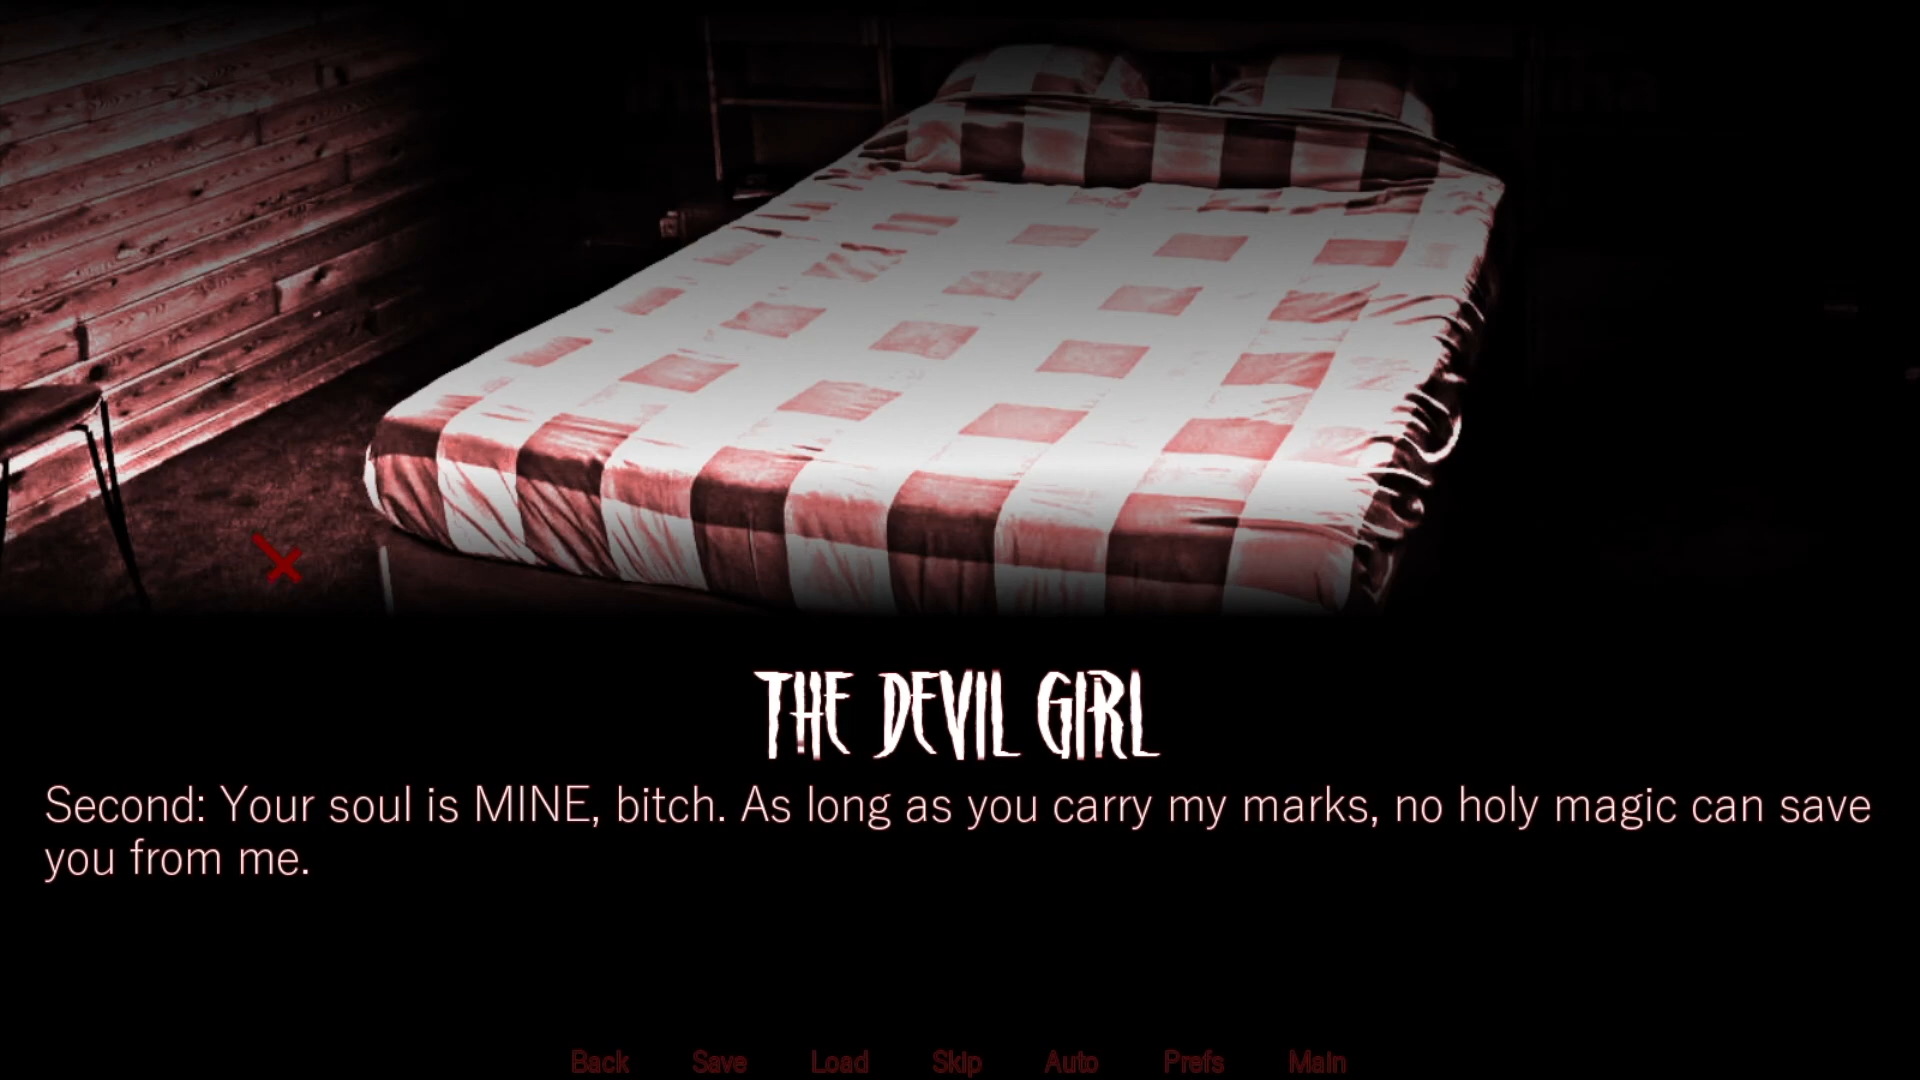 THE DEVIL GIRL
Second: Your soul is MINE, bitch. As long as you carry my marks, no holy magic can save
you from me.
Back Save Load Skip Auto Prefs Main